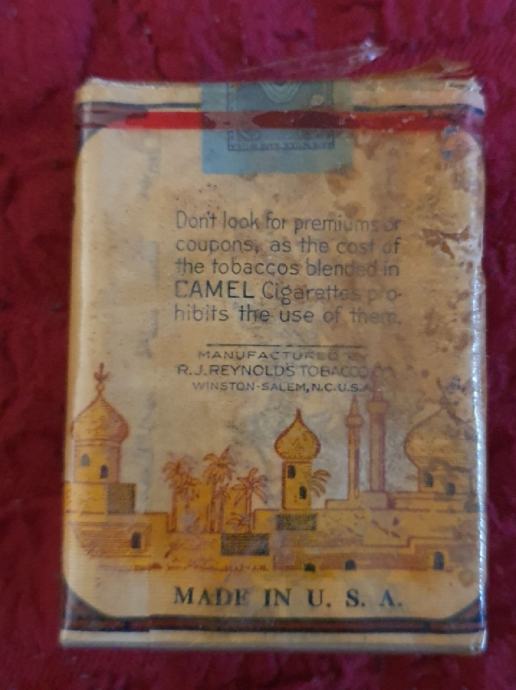 Don't look for premiums or
coupons, as the cost of
the tobaccos blended in
CAMEL Cigarettes pro-
hibits the use of them.
MANUFACTURED BY
R.J. REYNOLDS TOBACCO CO.
WINSTON-SALEM, N.C. U.S.A.
MADE IN U. S. A.